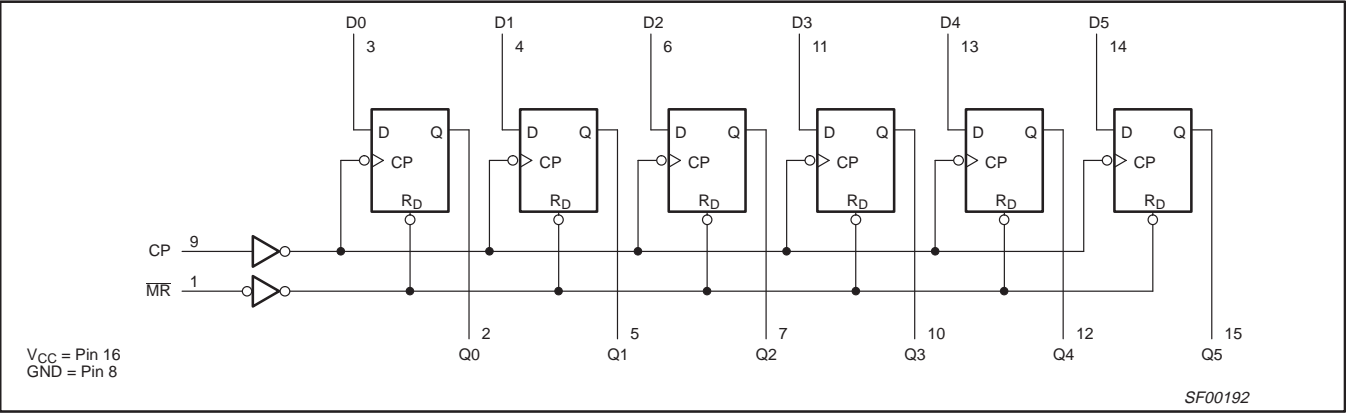 D0 D1 D2 D3 D4 D5
3 4 6 11 13 14
D Q D Q D Q D Q D Q D Q
CP CP CP CP CP CP
RD RD RD RD RD RD
CP 9
MR 1
2 5 7 10 12 15
Q0 Q1 Q2 Q3 Q4 Q5
VCC = Pin 16
GND = Pin 8
SF00192